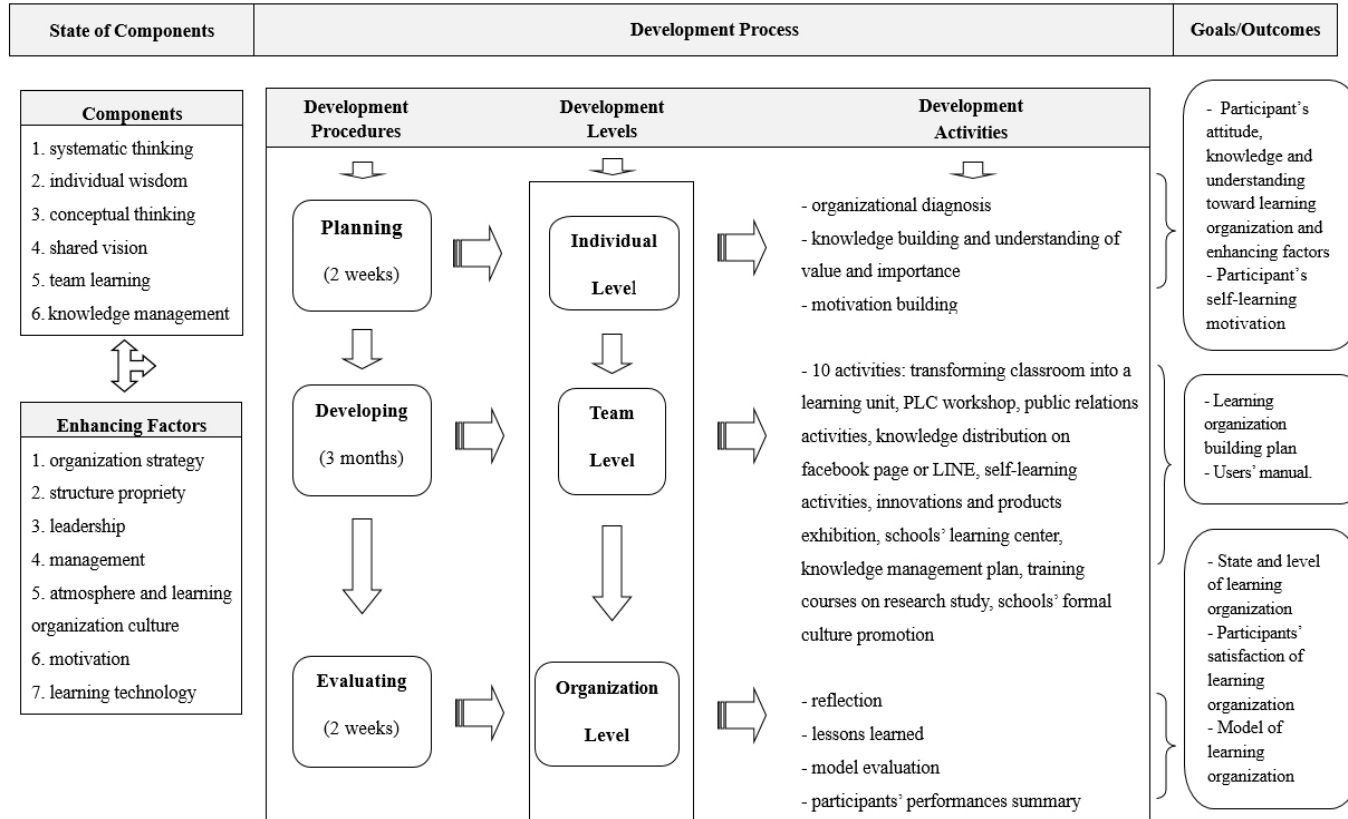 State of Components
Development Process
Goals/Outcomes
Components
1. systematic thinking
2. individual wisdom
3. conceptual thinking
4. shared vision
5. team learning
6. knowledge management
Enhancing Factors
1. organization strategy
2. structure propriety
3. leadership
4. management
5. atmosphere and learning
organization culture
6. motivation
7. learning technology
Development
Procedures
Development
Levels
Development
Activities
Planning
(2 weeks)
Individual
Level
- organizational diagnosis
- knowledge building and understanding of
value and importance
- motivation building
Developing
(3 months)
Team
Level
- 10 activities: transforming classroom into a
learning unit, PLC workshop, public relations
activities, knowledge distribution on
facebook page or LINE, self-learning
activities, innovations and products
exhibition, schools’ learning center,
knowledge management plan, training
courses on research study, schools’ formal
culture promotion
Evaluating
(2 weeks)
Organization
Level
- reflection
- lessons learned
- model evaluation
- participants’ performances summary
- Participant’s
attitude,
knowledge and
understanding
toward learning
organization and
enhancing factors
- Participant’s
self-learning
motivation
- Learning
organization
building plan
- Users’ manual.
- State and level
of learning
organization
- Participants’
satisfaction of
learning
organization
- Model of
learning
organization